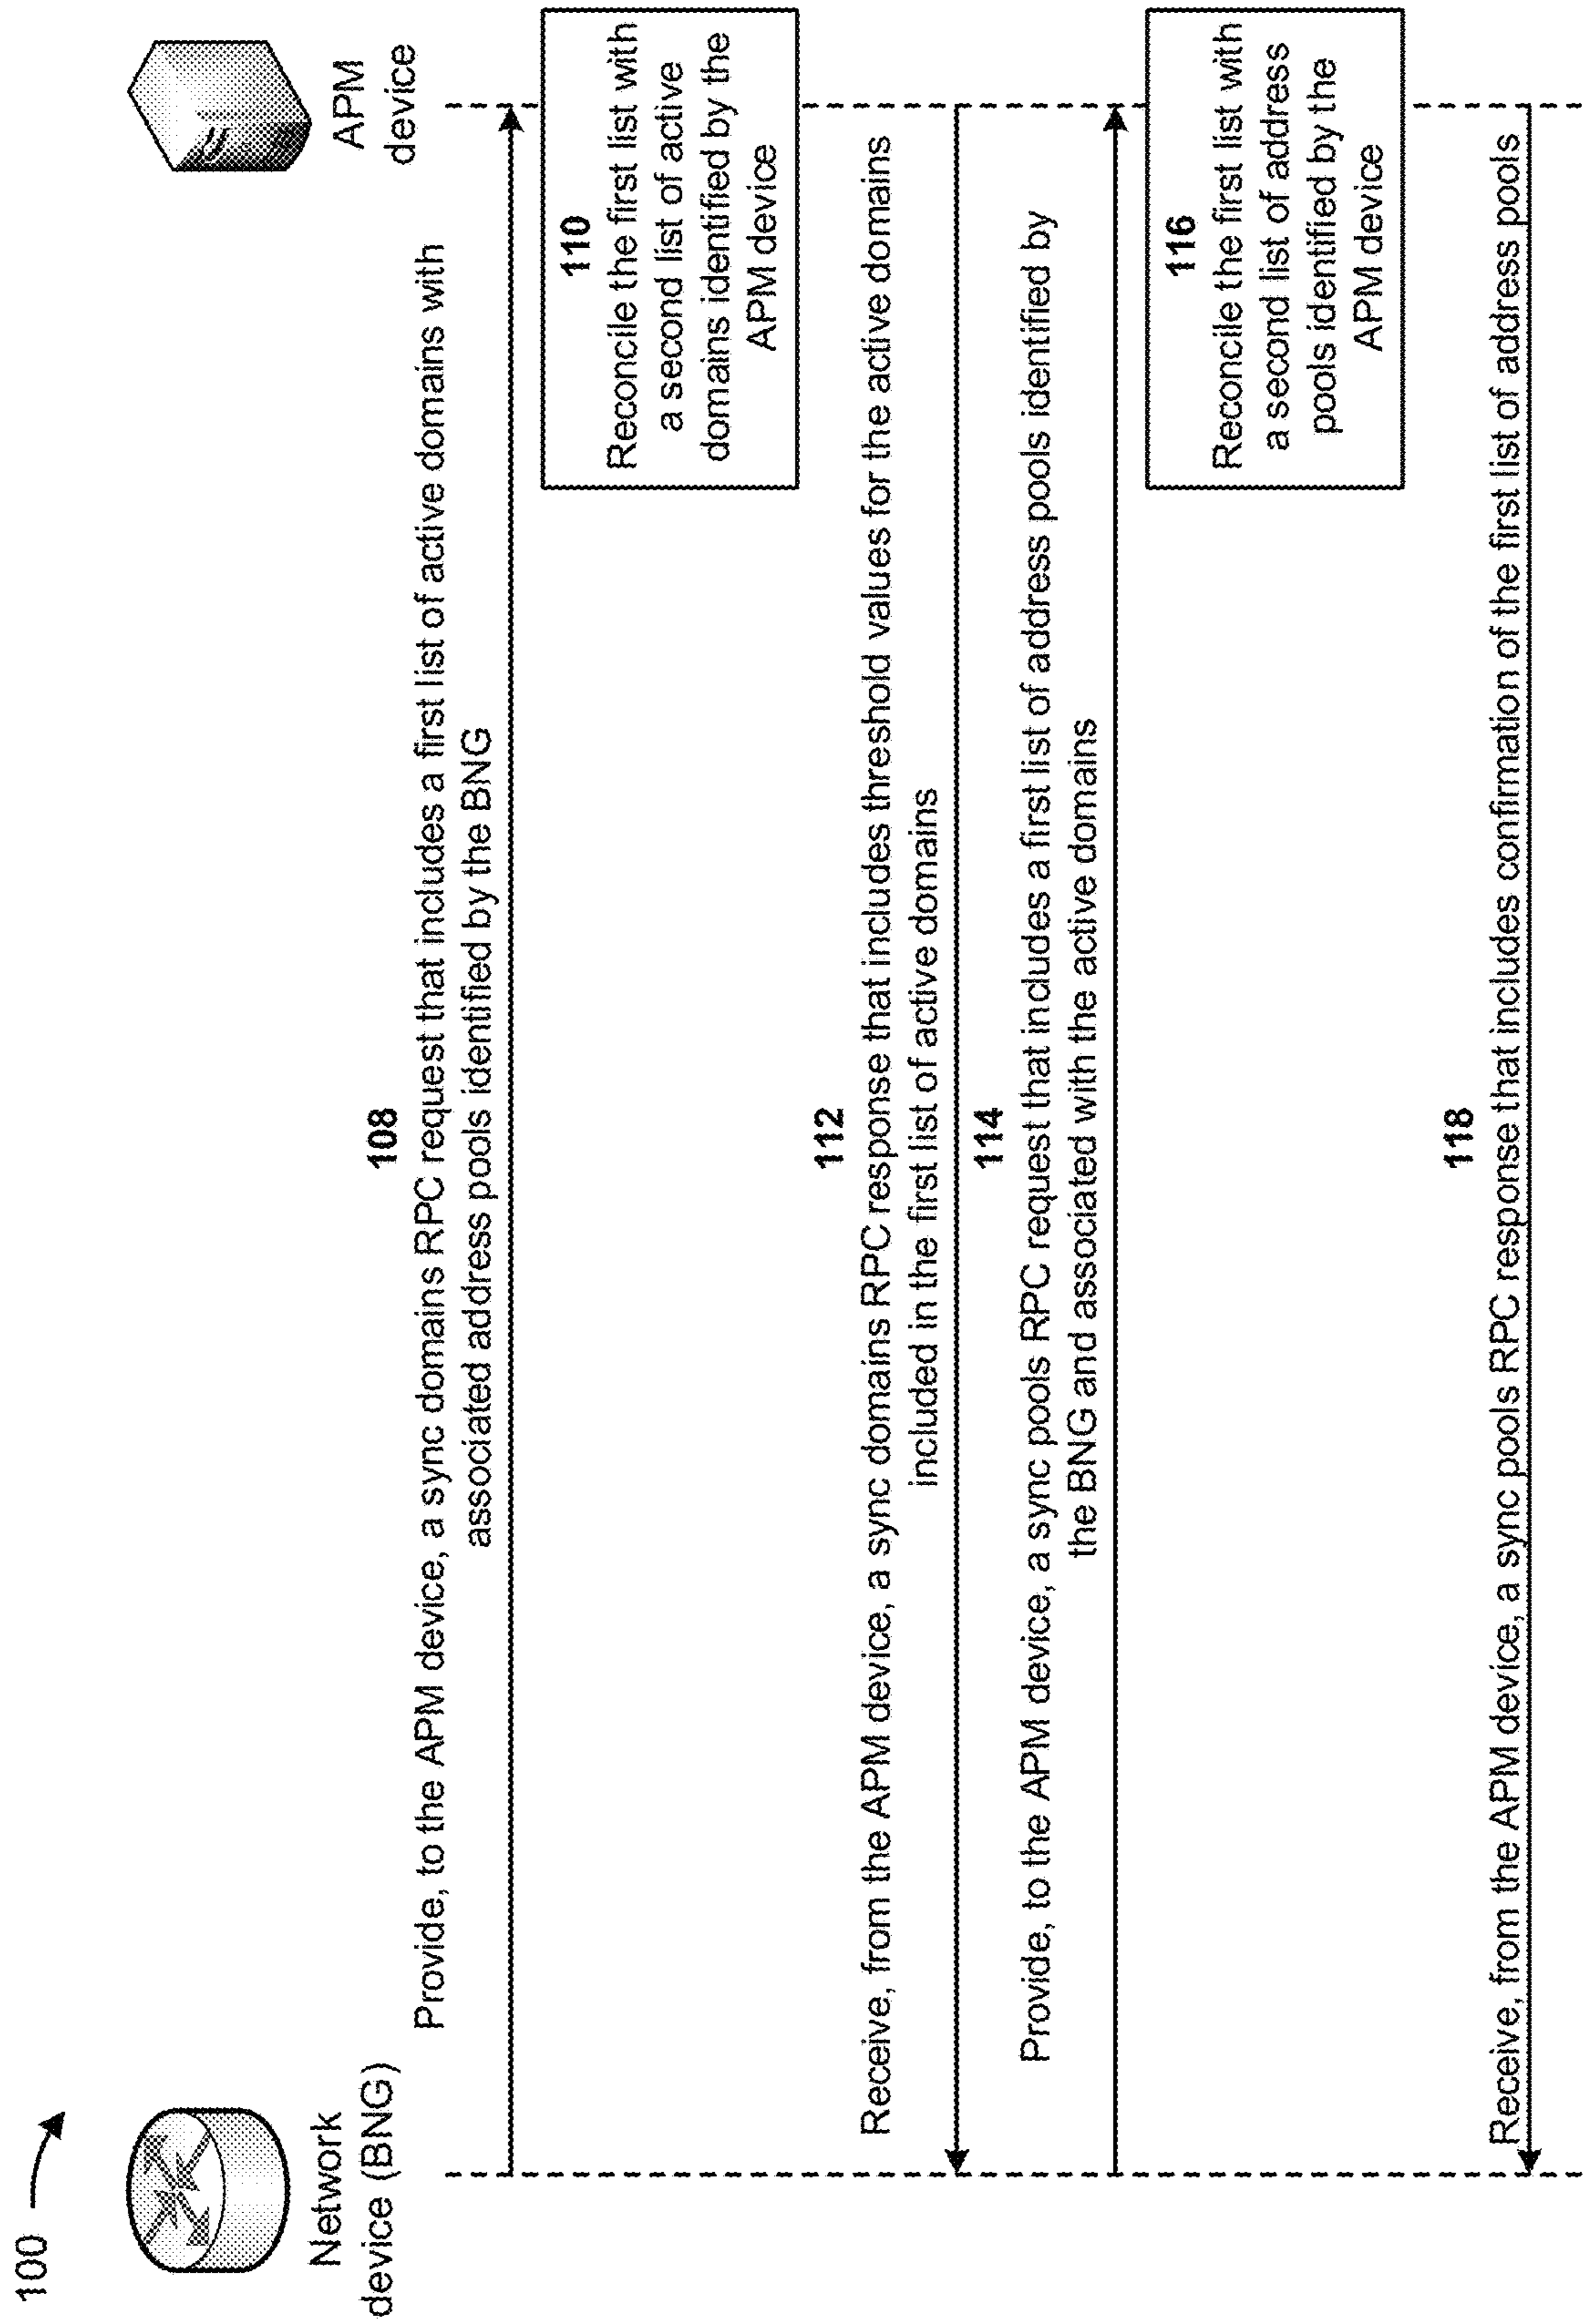 100
Network
device (BNG)
APM
device
108
Provide, to the APM device, a sync domains RPC request that includes a first list of active domains with
associated address pools identified by the BNG
110
Reconcile the first list with
a second list of active
domains identified by the
APM device
112
Receive, from the APM device, a sync domains RPC response that includes threshold values for the active domains
included in the first list of active domains
114
Provide, to the APM device, a sync pools RPC request that includes a first list of address pools identified by
the BNG and associated with the active domains
116
Reconcile the first list with
a second list of address
pools identified by the
APM device
118
Receive, from the APM device, a sync pools RPC response that includes confirmation of the first list of address pools